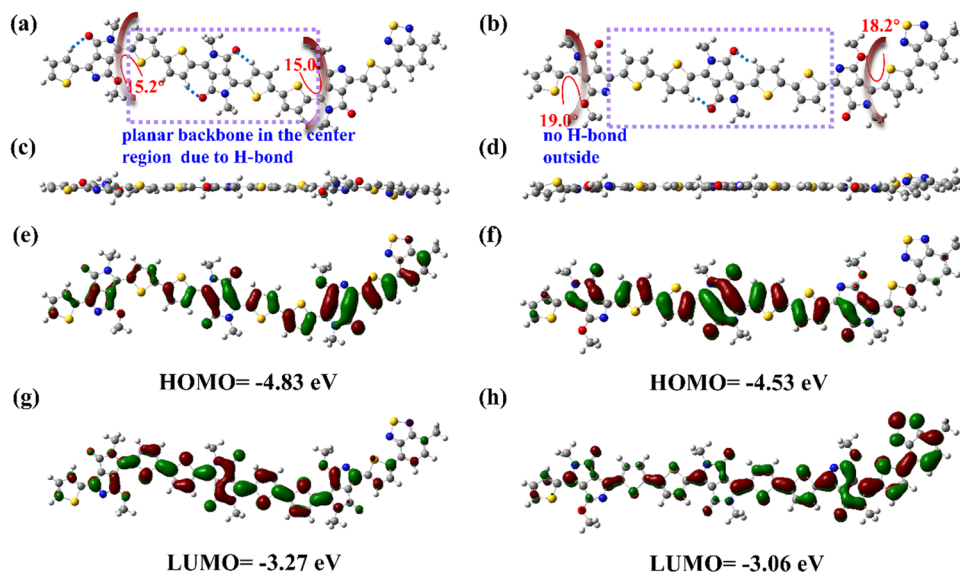 (a)
(b)
15.2°
15.0
19.0°
18.2°
planar backbone in the center
region due to H-bond
no H-bond
outside
(c)
(d)
(e)
(f)
HOMO= -4.83 eV
HOMO= -4.53 eV
(g)
(h)
LUMO= -3.27 eV
LUMO= -3.06 eV